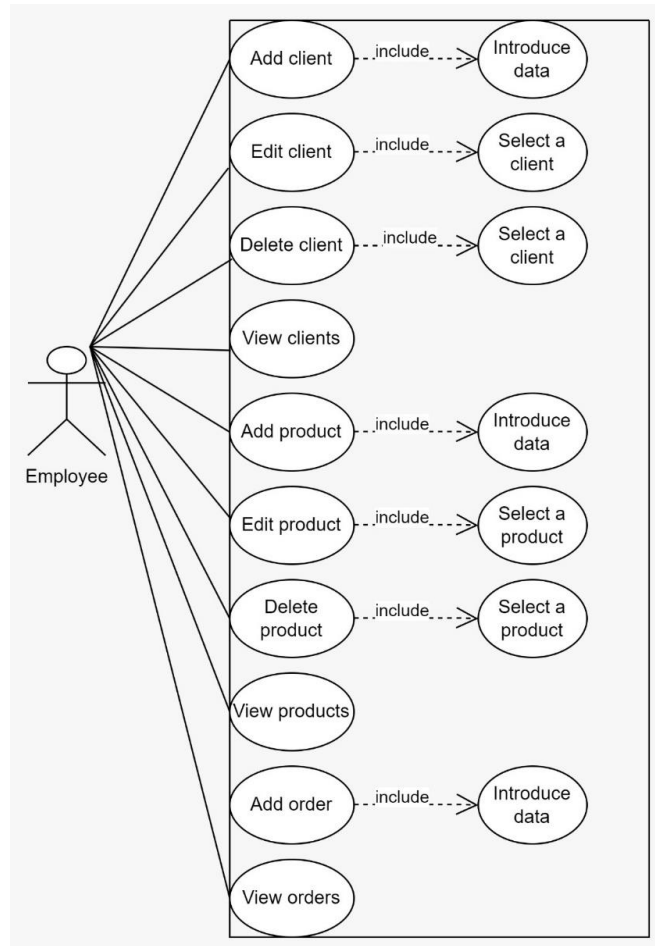 Add client
include
Introduce
data
Edit client
include
Select a
client
Delete client
include
Select a
client
View clients
Add product
include
Introduce
data
Employee
Edit product
include
Select a
product
Delete
product
include
Select a
product
View products
Add order
include
Introduce
data
View orders